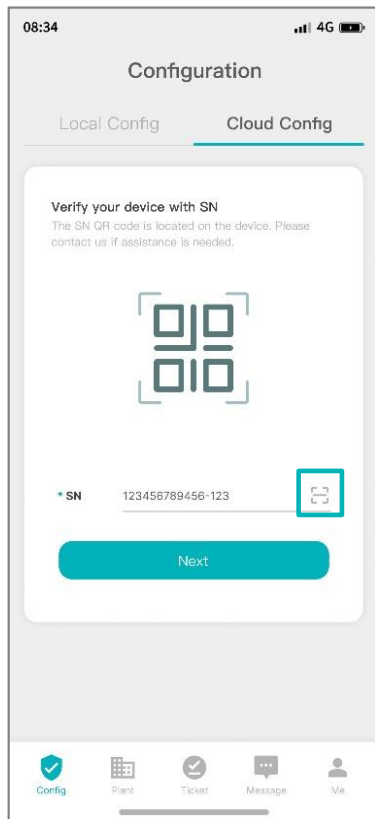 08:34 4G
Configuration
Local Config Cloud Config
Verify your device with SN
The SN QR code is located on the device. Please
contact us if assistance is needed.
* SN 123456789456-123
Next
Config Plant Ticket Message Me